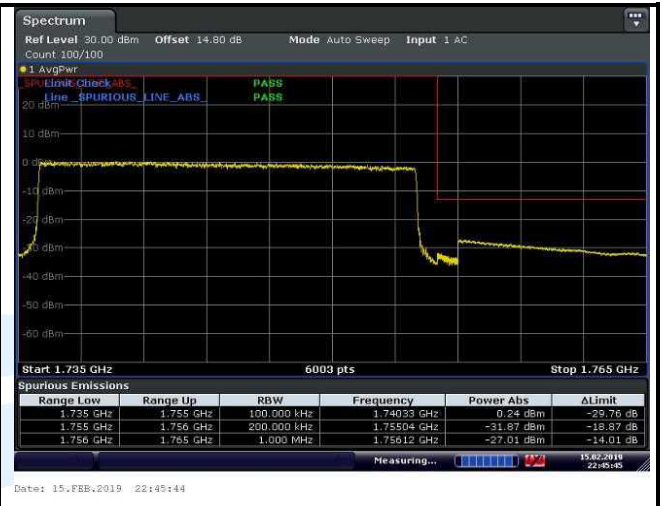 Spectrum
Ref Level 30.00 dBm Offset 14.80 dB Mode Auto Sweep Input 1 AC
Count 100/100
1 AvgPwr
Limit Check PASS
Line _SPURIOUS_LINE_ABS_ PASS
20 dBm
10 dBm
0 dBm
-10 dBm
-20 dBm
-40 dBm
-50 dBm
-60 dBm
Start 1.735 GHz 6003 pts Stop 1.765 GHz
Spurious Emissions
Range Low Range Up RBW Frequency Power Abs ΔLimit
1.735 GHz 1.755 GHz 100.000 kHz 1.74033 GHz 0.24 dBm -29.76 dB
1.755 GHz 1.756 GHz 200.000 kHz 1.75504 GHz -31.87 dBm -18.87 dB
1.756 GHz 1.765 GHz 1.000 MHz 1.75612 GHz -27.01 dBm -14.01 dB
Measuring... 15.02.2019
22:45:45
Date: 15.FEB.2019 22:45:44